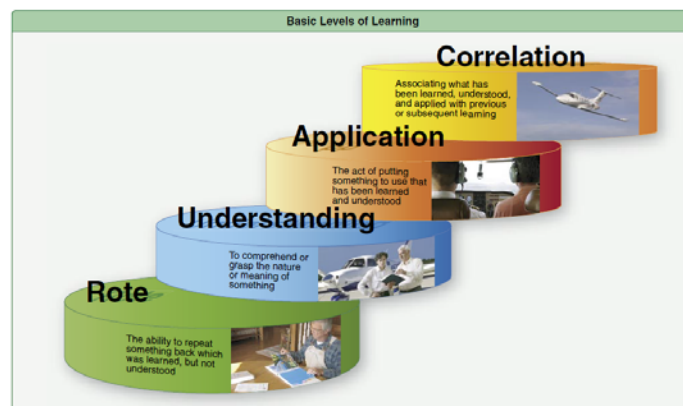 Basic Levels of Learning
Correlation
Associating what has
been learned, understood,
and applied with previous
or subsequent learning
Application
The act of putting
something to use that
has been learned
and understood
Understanding
To comprehend or
grasp the nature
or meaning of
something
Rote
The ability to repeat
something back which
was learned, but not
understood